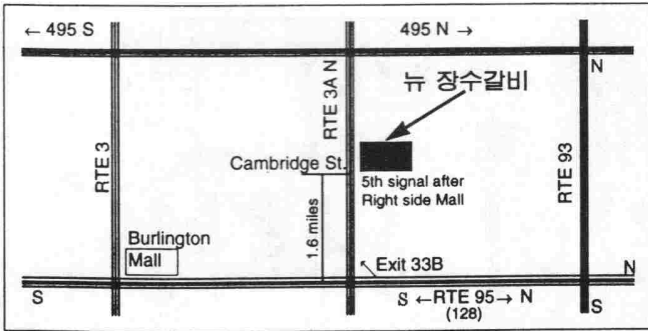 ← 495 S
495 N →
N
RTE 3
RTE 3A N
뉴 장수갈비
RTE 93
Cambridge St.
5th signal after
Right side Mall
1.6 miles
Burlington
Mall
Exit 33B
N
S
S ←RTE 95→ N
(128)
S